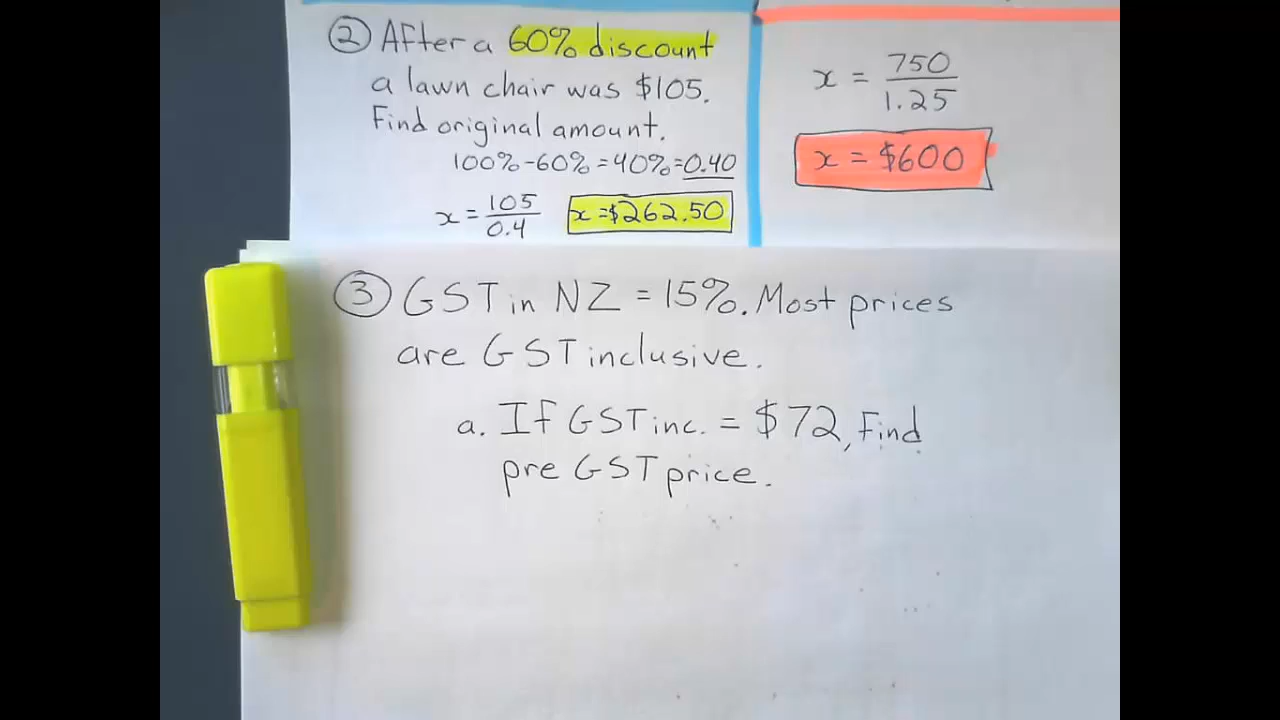 ② After a 60% discount
a lawn chair was $105.
Find original amount.
100%-60%=40%=0.40
x = 105/0.4 x=$262.50
x = 750/1.25
x = $600
③ GST in NZ = 15%. Most prices
are GST inclusive.
a. If GST inc. = $72, Find
pre GST price.